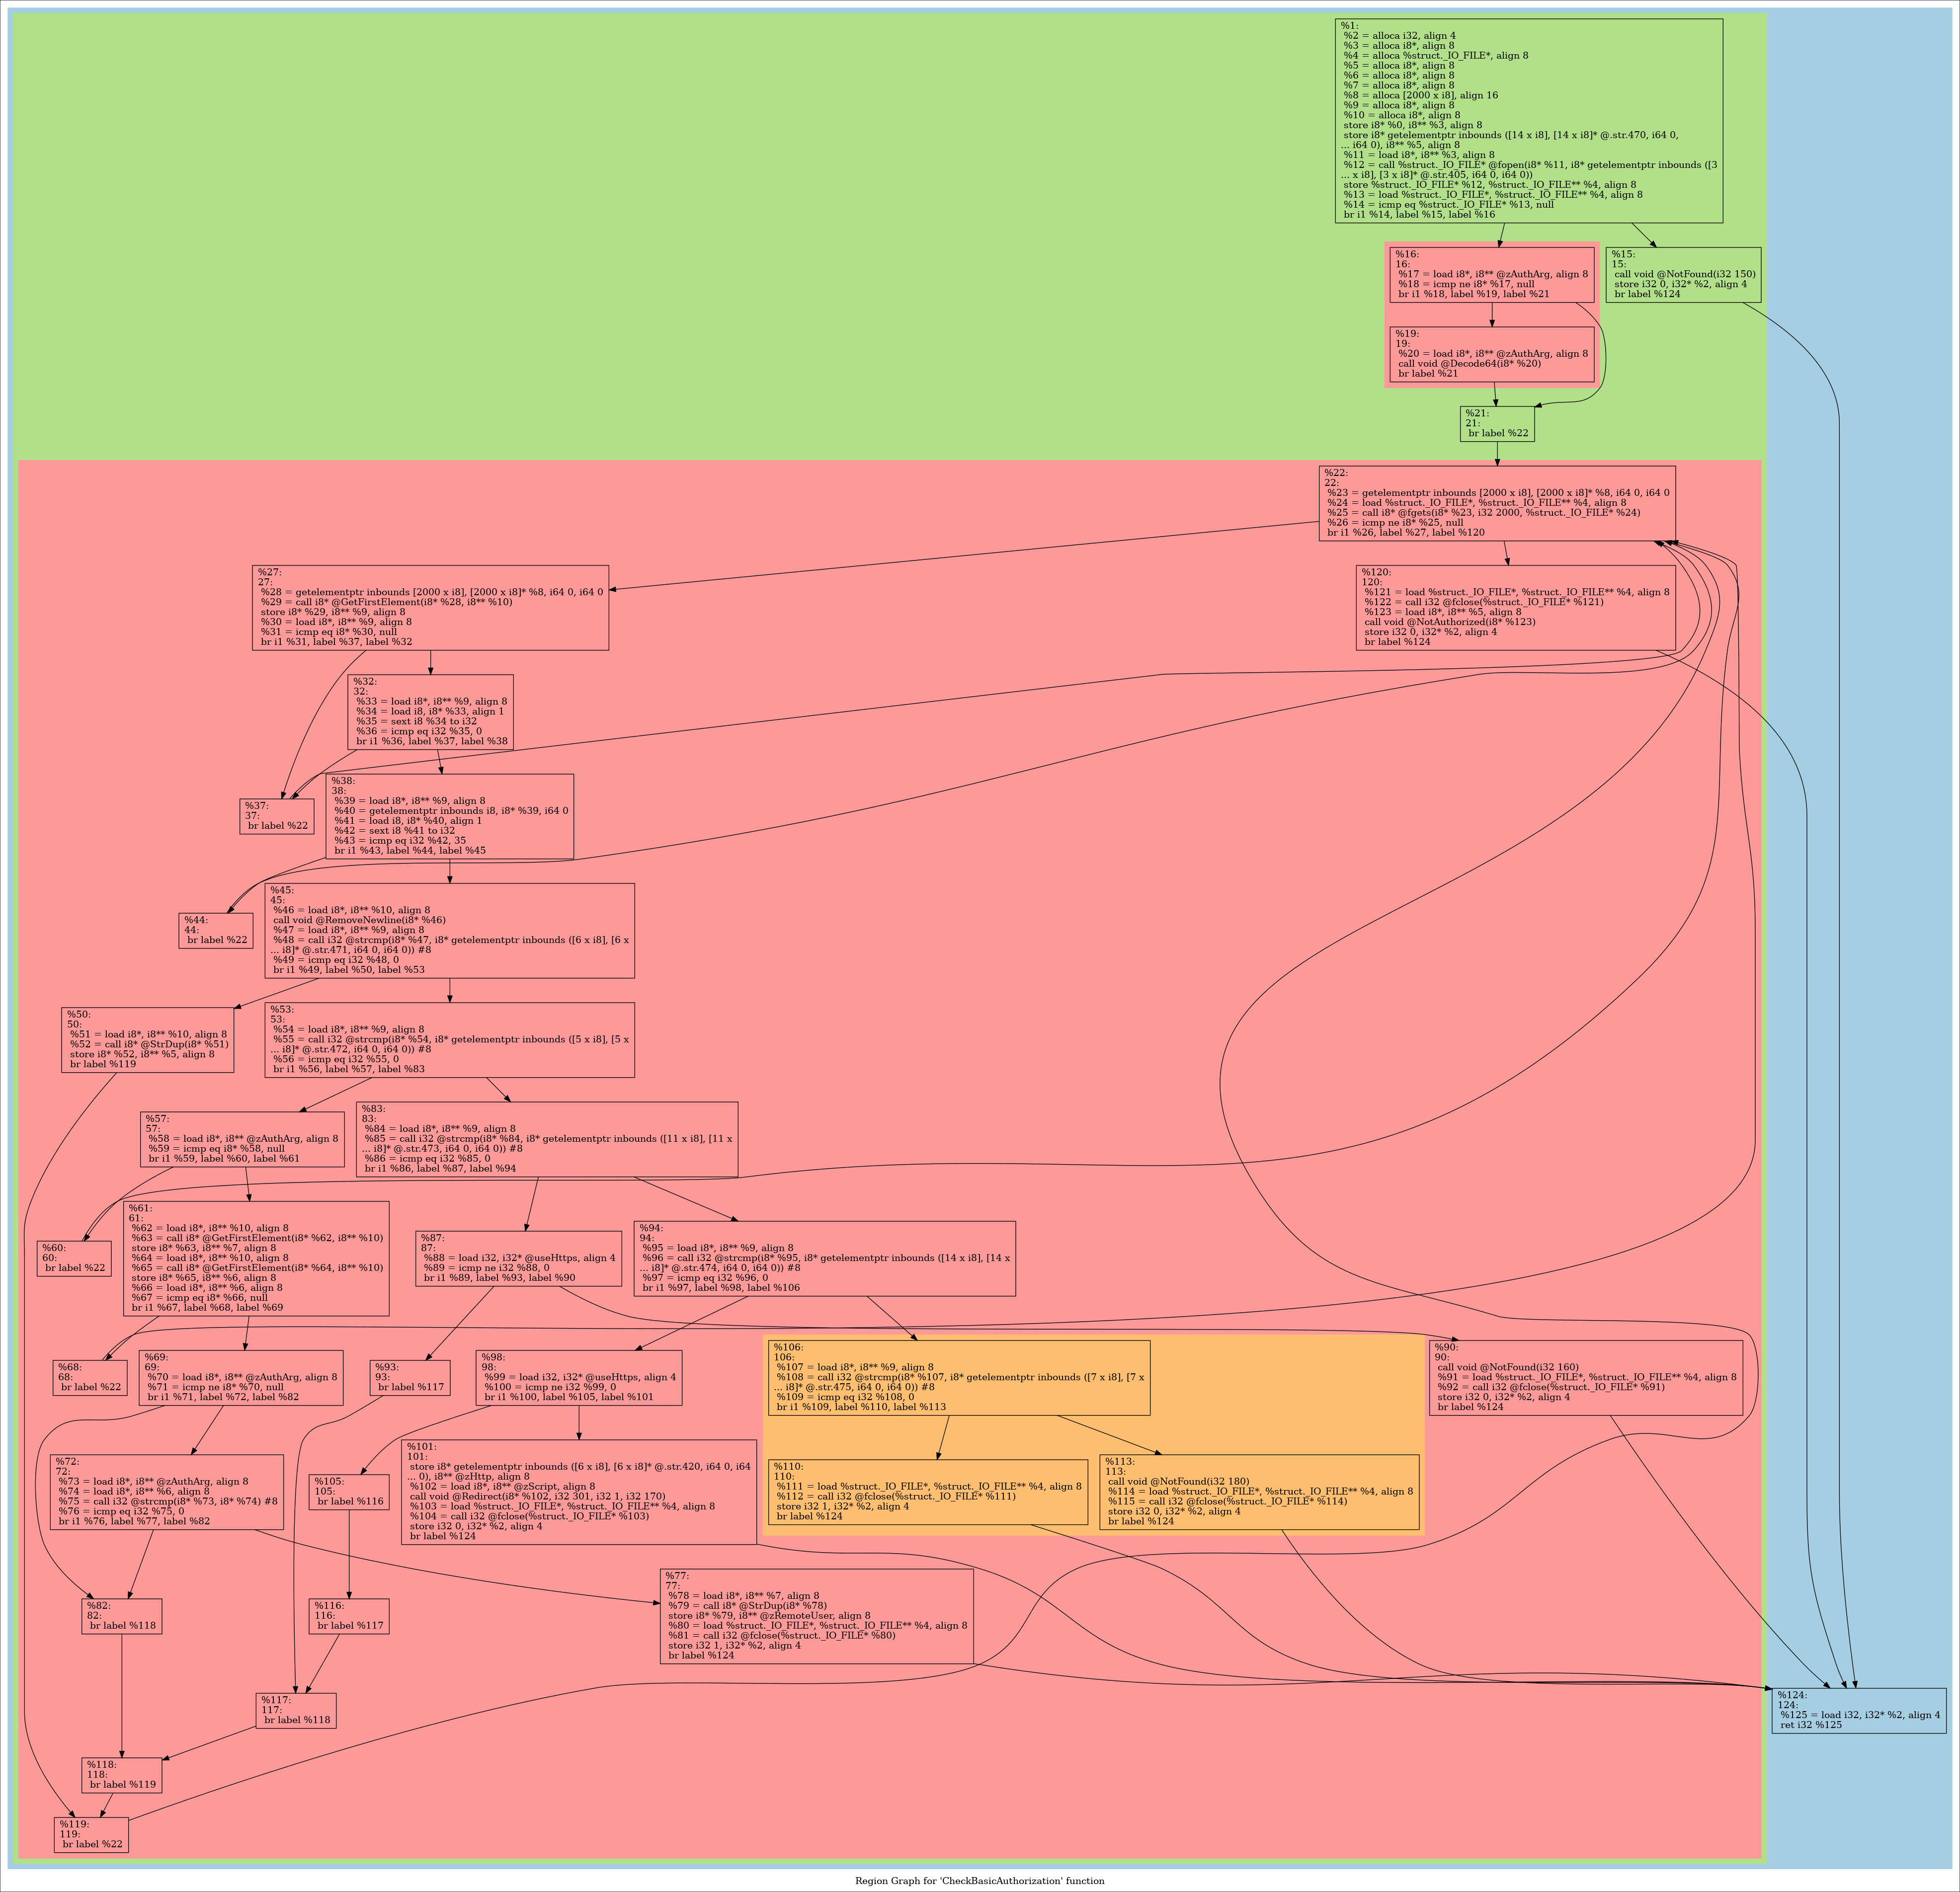 %1:
%2 = alloca i32, align 4
%3 = alloca i8*, align 8
%4 = alloca %struct._IO_FILE*, align 8
%5 = alloca i8*, align 8
%6 = alloca i8*, align 8
%7 = alloca i8*, align 8
%8 = alloca [2000 x i8], align 16
%9 = alloca i8*, align 8
%10 = alloca i8*, align 8
store i8* %0, i8** %3, align 8
store i8* getelementptr inbounds ([14 x i8], [14 x i8]* @.str.470, i64 0,
... i64 0), i8** %5, align 8
%11 = load i8*, i8** %3, align 8
%12 = call %struct._IO_FILE* @fopen(i8* %11, i8* getelementptr inbounds ([3
... x i8], [3 x i8]* @.str.405, i64 0, i64 0))
store %struct._IO_FILE* %12, %struct._IO_FILE** %4, align 8
%13 = load %struct._IO_FILE*, %struct._IO_FILE** %4, align 8
%14 = icmp eq %struct._IO_FILE* %13, null
br i1 %14, label %15, label %16
%16:
16:
%17 = load i8*, i8** @zAuthArg, align 8
%18 = icmp ne i8* %17, null
br i1 %18, label %19, label %21
%15:
15:
call void @NotFound(i32 150)
store i32 0, i32* %2, align 4
br label %124
%19:
19:
%20 = load i8*, i8** @zAuthArg, align 8
call void @Decode64(i8* %20)
br label %21
%21:
21:
br label %22
%22:
22:
%23 = getelementptr inbounds [2000 x i8], [2000 x i8]* %8, i64 0, i64 0
%24 = load %struct._IO_FILE*, %struct._IO_FILE** %4, align 8
%25 = call i8* @fgets(i8* %23, i32 2000, %struct._IO_FILE* %24)
%26 = icmp ne i8* %25, null
br i1 %26, label %27, label %120
%27:
27:
%28 = getelementptr inbounds [2000 x i8], [2000 x i8]* %8, i64 0, i64 0
%29 = call i8* @GetFirstElement(i8* %28, i8** %10)
store i8* %29, i8** %9, align 8
%30 = load i8*, i8** %9, align 8
%31 = icmp eq i8* %30, null
br i1 %31, label %37, label %32
%120:
120:
%121 = load %struct._IO_FILE*, %struct._IO_FILE** %4, align 8
%122 = call i32 @fclose(%struct._IO_FILE* %121)
%123 = load i8*, i8** %5, align 8
call void @NotAuthorized(i8* %123)
store i32 0, i32* %2, align 4
br label %124
%32:
32:
%33 = load i8*, i8** %9, align 8
%34 = load i8, i8* %33, align 1
%35 = sext i8 %34 to i32
%36 = icmp eq i32 %35, 0
br i1 %36, label %37, label %38
%37:
37:
br label %22
%38:
38:
%39 = load i8*, i8** %9, align 8
%40 = getelementptr inbounds i8, i8* %39, i64 0
%41 = load i8, i8* %40, align 1
%42 = sext i8 %41 to i32
%43 = icmp eq i32 %42, 35
br i1 %43, label %44, label %45
%44:
44:
br label %22
%45:
45:
%46 = load i8*, i8** %10, align 8
call void @RemoveNewline(i8* %46)
%47 = load i8*, i8** %9, align 8
%48 = call i32 @strcmp(i8* %47, i8* getelementptr inbounds ([6 x i8], [6 x
... i8]* @.str.471, i64 0, i64 0)) #8
%49 = icmp eq i32 %48, 0
br i1 %49, label %50, label %53
%50:
50:
%51 = load i8*, i8** %10, align 8
%52 = call i8* @StrDup(i8* %51)
store i8* %52, i8** %5, align 8
br label %119
%53:
53:
%54 = load i8*, i8** %9, align 8
%55 = call i32 @strcmp(i8* %54, i8* getelementptr inbounds ([5 x i8], [5 x
... i8]* @.str.472, i64 0, i64 0)) #8
%56 = icmp eq i32 %55, 0
br i1 %56, label %57, label %83
%57:
57:
%58 = load i8*, i8** @zAuthArg, align 8
%59 = icmp eq i8* %58, null
br i1 %59, label %60, label %61
%83:
83:
%84 = load i8*, i8** %9, align 8
%85 = call i32 @strcmp(i8* %84, i8* getelementptr inbounds ([11 x i8], [11 x
... i8]* @.str.473, i64 0, i64 0)) #8
%86 = icmp eq i32 %85, 0
br i1 %86, label %87, label %94
%60:
60:
br label %22
%61:
61:
%62 = load i8*, i8** %10, align 8
%63 = call i8* @GetFirstElement(i8* %62, i8** %10)
store i8* %63, i8** %7, align 8
%64 = load i8*, i8** %10, align 8
%65 = call i8* @GetFirstElement(i8* %64, i8** %10)
store i8* %65, i8** %6, align 8
%66 = load i8*, i8** %6, align 8
%67 = icmp eq i8* %66, null
br i1 %67, label %68, label %69
%87:
87:
%88 = load i32, i32* @useHttps, align 4
%89 = icmp ne i32 %88, 0
br i1 %89, label %93, label %90
%94:
94:
%95 = load i8*, i8** %9, align 8
%96 = call i32 @strcmp(i8* %95, i8* getelementptr inbounds ([14 x i8], [14 x
... i8]* @.str.474, i64 0, i64 0)) #8
%97 = icmp eq i32 %96, 0
br i1 %97, label %98, label %106
%68:
68:
br label %22
%69:
69:
%70 = load i8*, i8** @zAuthArg, align 8
%71 = icmp ne i8* %70, null
br i1 %71, label %72, label %82
%93:
93:
br label %117
%98:
98:
%99 = load i32, i32* @useHttps, align 4
%100 = icmp ne i32 %99, 0
br i1 %100, label %105, label %101
%106:
106:
%107 = load i8*, i8** %9, align 8
%108 = call i32 @strcmp(i8* %107, i8* getelementptr inbounds ([7 x i8], [7 x
... i8]* @.str.475, i64 0, i64 0)) #8
%109 = icmp eq i32 %108, 0
br i1 %109, label %110, label %113
%90:
90:
call void @NotFound(i32 160)
%91 = load %struct._IO_FILE*, %struct._IO_FILE** %4, align 8
%92 = call i32 @fclose(%struct._IO_FILE* %91)
store i32 0, i32* %2, align 4
br label %124
%72:
72:
%73 = load i8*, i8** @zAuthArg, align 8
%74 = load i8*, i8** %6, align 8
%75 = call i32 @strcmp(i8* %73, i8* %74) #8
%76 = icmp eq i32 %75, 0
br i1 %76, label %77, label %82
%105:
105:
br label %116
%101:
101:
store i8* getelementptr inbounds ([6 x i8], [6 x i8]* @.str.420, i64 0, i64
... 0), i8** @zHttp, align 8
%102 = load i8*, i8** @zScript, align 8
call void @Redirect(i8* %102, i32 301, i32 1, i32 170)
%103 = load %struct._IO_FILE*, %struct._IO_FILE** %4, align 8
%104 = call i32 @fclose(%struct._IO_FILE* %103)
store i32 0, i32* %2, align 4
br label %124
%110:
110:
%111 = load %struct._IO_FILE*, %struct._IO_FILE** %4, align 8
%112 = call i32 @fclose(%struct._IO_FILE* %111)
store i32 1, i32* %2, align 4
br label %124
%113:
113:
call void @NotFound(i32 180)
%114 = load %struct._IO_FILE*, %struct._IO_FILE** %4, align 8
%115 = call i32 @fclose(%struct._IO_FILE* %114)
store i32 0, i32* %2, align 4
br label %124
%82:
82:
br label %118
%116:
116:
br label %117
%77:
77:
%78 = load i8*, i8** %7, align 8
%79 = call i8* @StrDup(i8* %78)
store i8* %79, i8** @zRemoteUser, align 8
%80 = load %struct._IO_FILE*, %struct._IO_FILE** %4, align 8
%81 = call i32 @fclose(%struct._IO_FILE* %80)
store i32 1, i32* %2, align 4
br label %124
%117:
117:
br label %118
%124:
124:
%125 = load i32, i32* %2, align 4
ret i32 %125
%118:
118:
br label %119
%119:
119:
br label %22
Region Graph for 'CheckBasicAuthorization' function